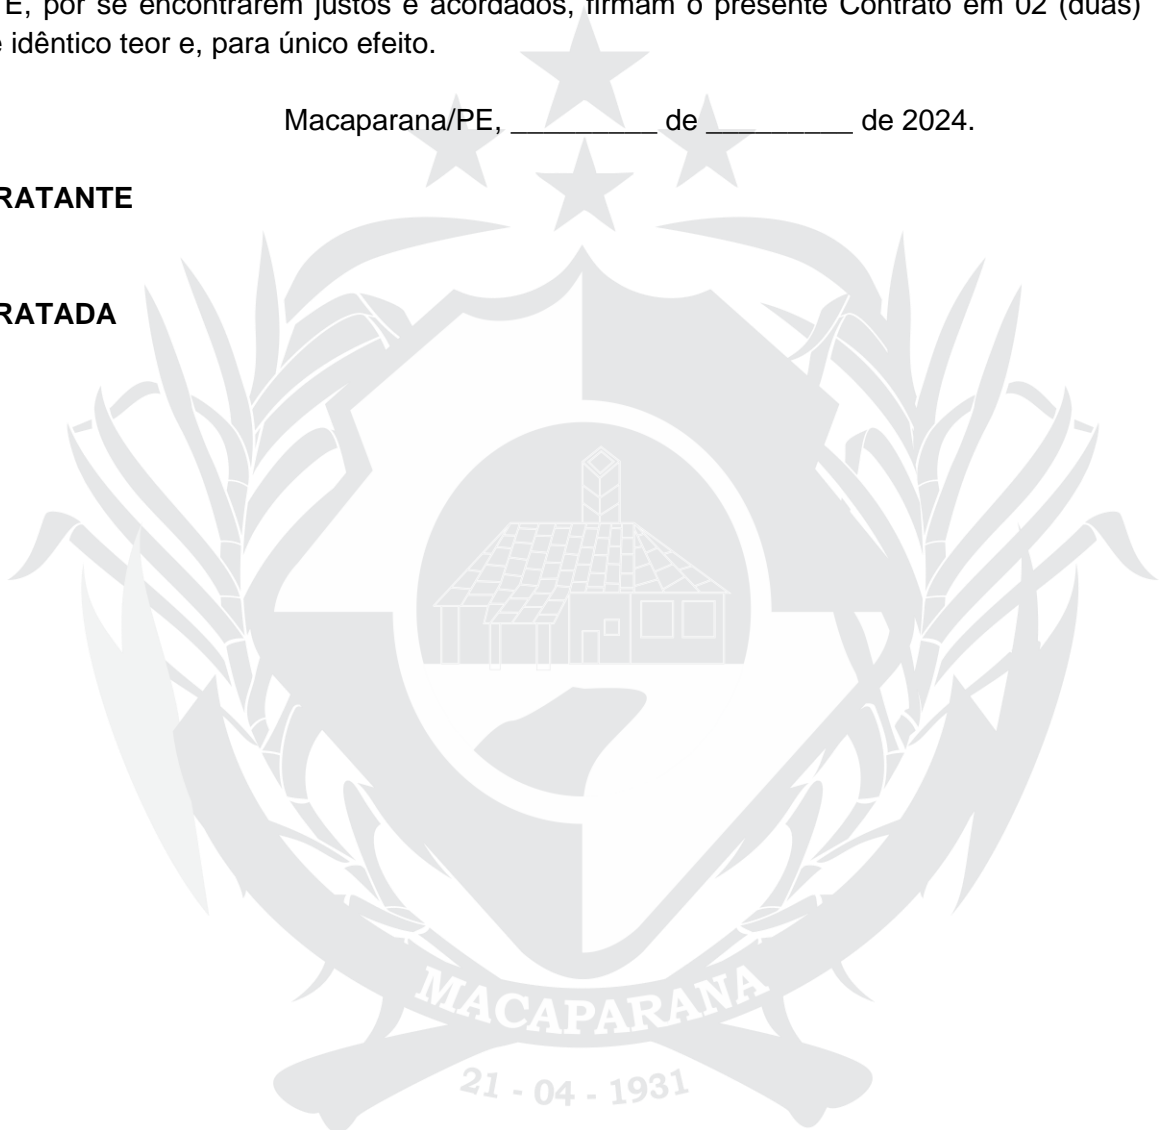 E, por se encontrarem justos e acordados, firmam o presente Contrato em 02 (duas)
e idêntico teor e, para único efeito.
Macaparana/PE, _________ de _________ de 2024.
RATANTE
RATADA
MACAPARANA
21 - 04 - 1931